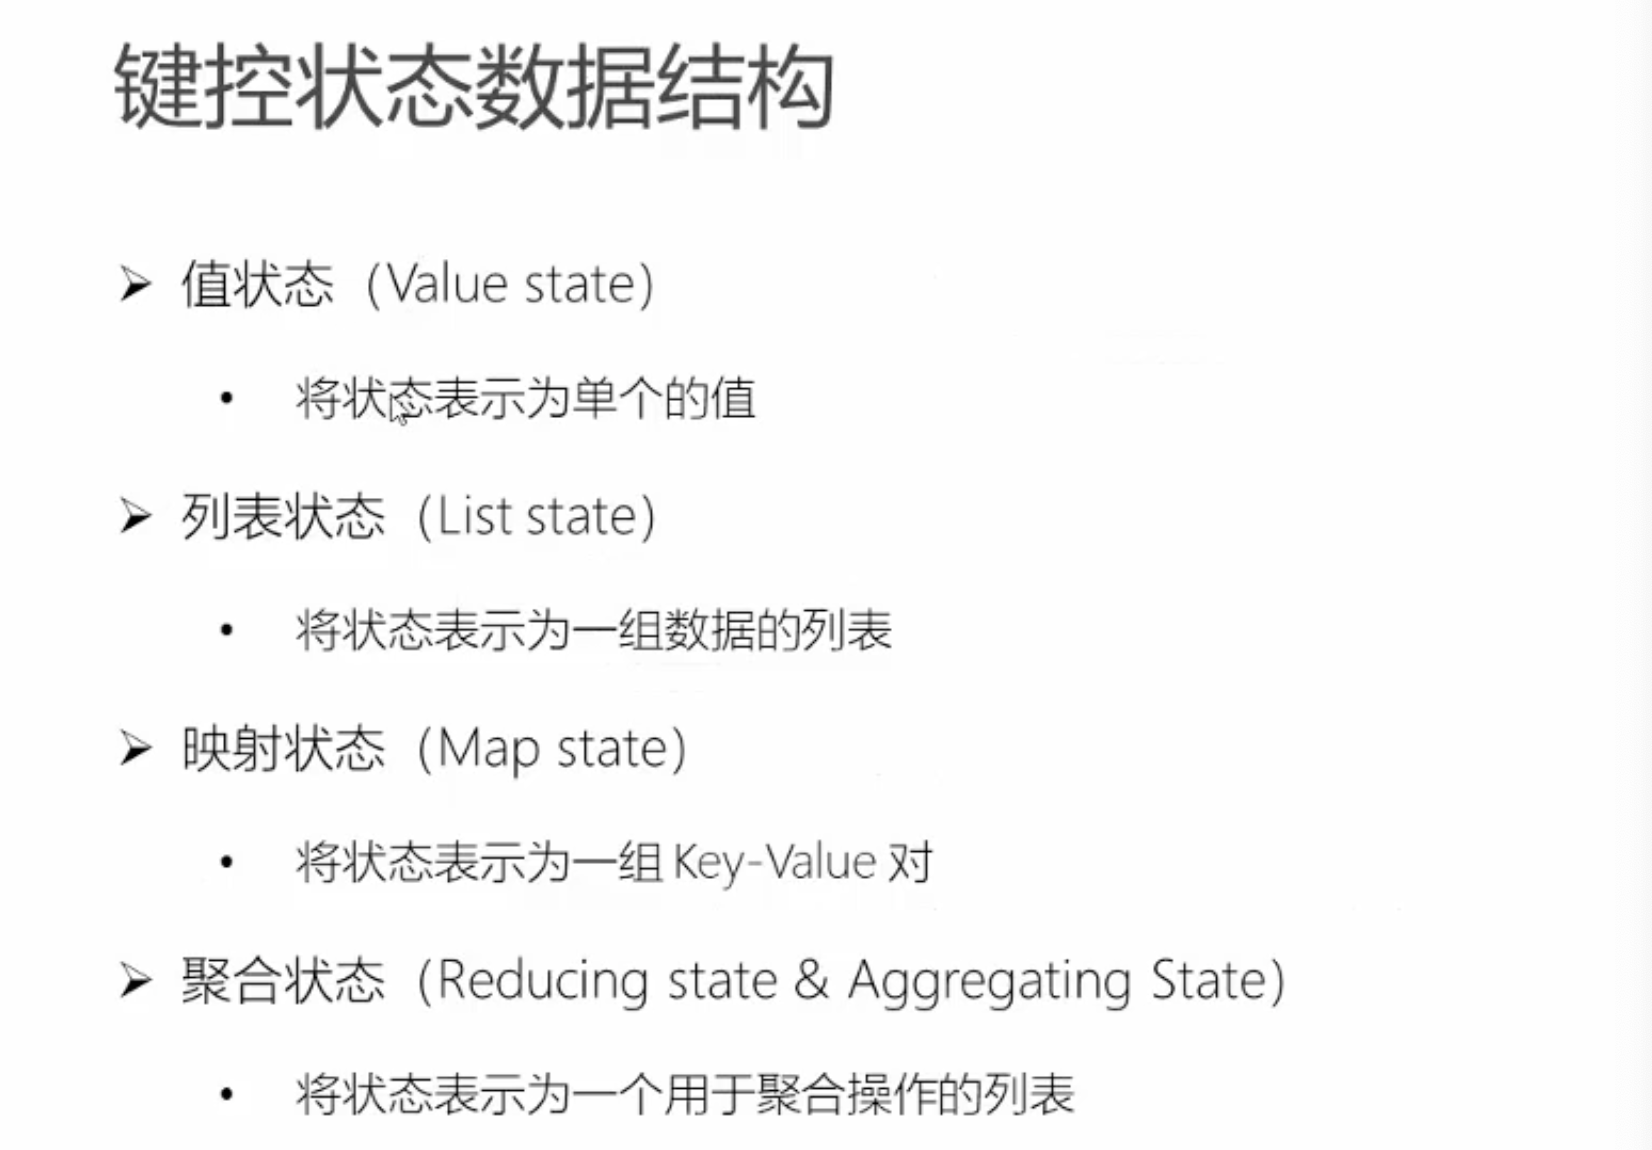 键控状态数据结构
➢ 值状态（Value state）
• 将状态表示为单个的值
➢ 列表状态（List state）
• 将状态表示为一组数据的列表
➢ 映射状态（Map state）
• 将状态表示为一组 Key-Value 对
➢ 聚合状态（Reducing state & Aggregating State）
• 将状态表示为一个用于聚合操作的列表